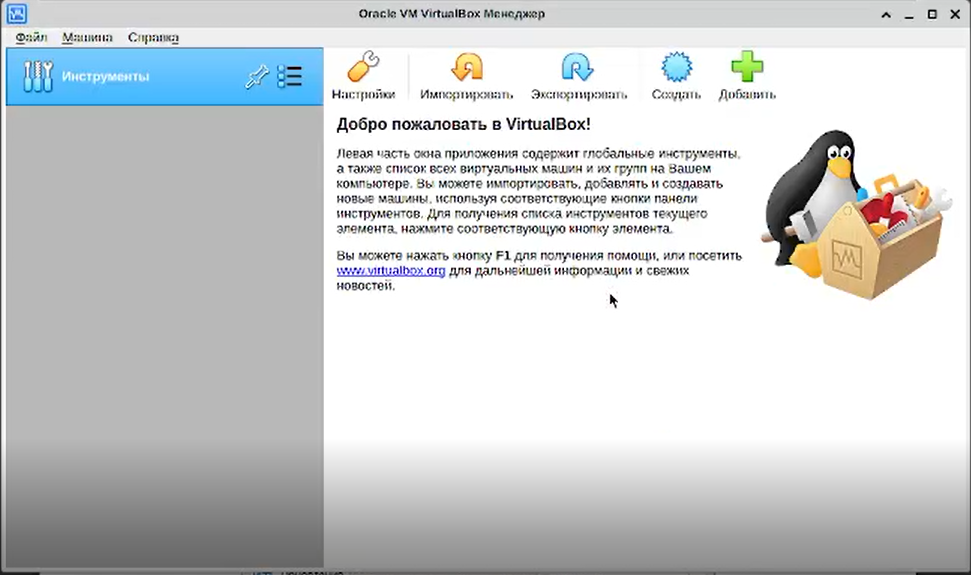 Oracle VM VirtualBox Менеджер
Файл Машина Справка
Инструменты
Настройки Импортировать Экспортировать Создать Добавить
Добро пожаловать в VirtualBox!
Левая часть окна приложения содержит глобальные инструменты,
а также список всех виртуальных машин и их групп на Вашем
компьютере. Вы можете импортировать, добавлять и создавать
новые машины, используя соответствующие кнопки панели
инструментов. Для получения списка инструментов текущего
элемента, нажмите соответствующую кнопку элемента.
Вы можете нажать кнопку F1 для получения помощи, или посетить
www.virtualbox.org для дальнейшей информации и свежих
новостей.